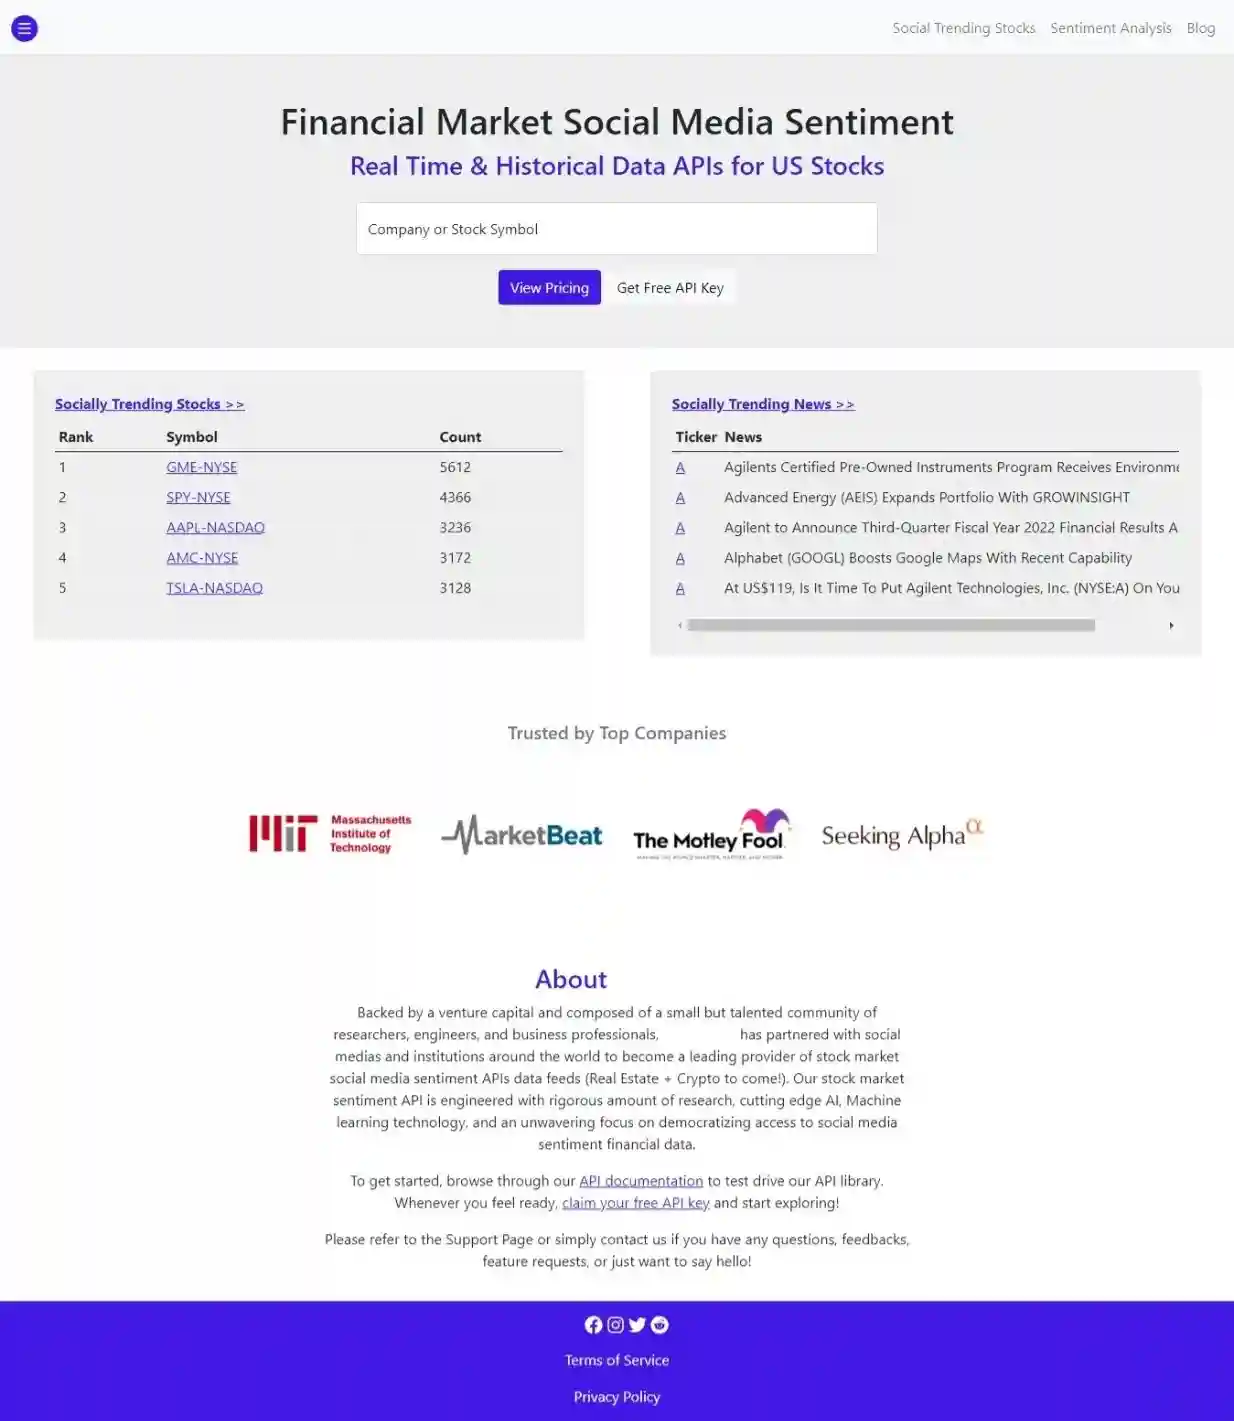 Social Trending Stocks Sentiment Analysis Blog
Financial Market Social Media Sentiment
Real Time & Historical Data APIs for US Stocks
Company or Stock Symbol
View Pricing Get Free API Key
Socially Trending Stocks >>
Rank Symbol Count
1 GME-NYSE 5612
2 SPY-NYSE 4366
3 AAPL-NASDAQ 3236
4 AMC-NYSE 3172
5 TSLA-NASDAQ 3128
Socially Trending News >>
Ticker News
A Agilents Certified Pre-Owned Instruments Program Receives Environme
A Advanced Energy (AEIS) Expands Portfolio With GROWINSIGHT
A Agilent to Announce Third-Quarter Fiscal Year 2022 Financial Results A
A Alphabet (GOOGL) Boosts Google Maps With Recent Capability
A At US$119, Is It Time To Put Agilent Technologies, Inc. (NYSE:A) On You
Trusted by Top Companies
MIT Massachusetts
Institute of
Technology
MarketBeat
The Motley Fool
Seeking Alpha α
About
Backed by a venture capital and composed of a small but talented community of
researchers, engineers, and business professionals, has partnered with social
medias and institutions around the world to become a leading provider of stock market
social media sentiment APIs data feeds (Real Estate + Crypto to come!). Our stock market
sentiment API is engineered with rigorous amount of research, cutting edge AI, Machine
learning technology, and an unwavering focus on democratizing access to social media
sentiment financial data.
To get started, browse through our API documentation to test drive our API library.
Whenever you feel ready, claim your free API key and start exploring!
Please refer to the Support Page or simply contact us if you have any questions, feedbacks,
feature requests, or just want to say hello!
Terms of Service
Privacy Policy